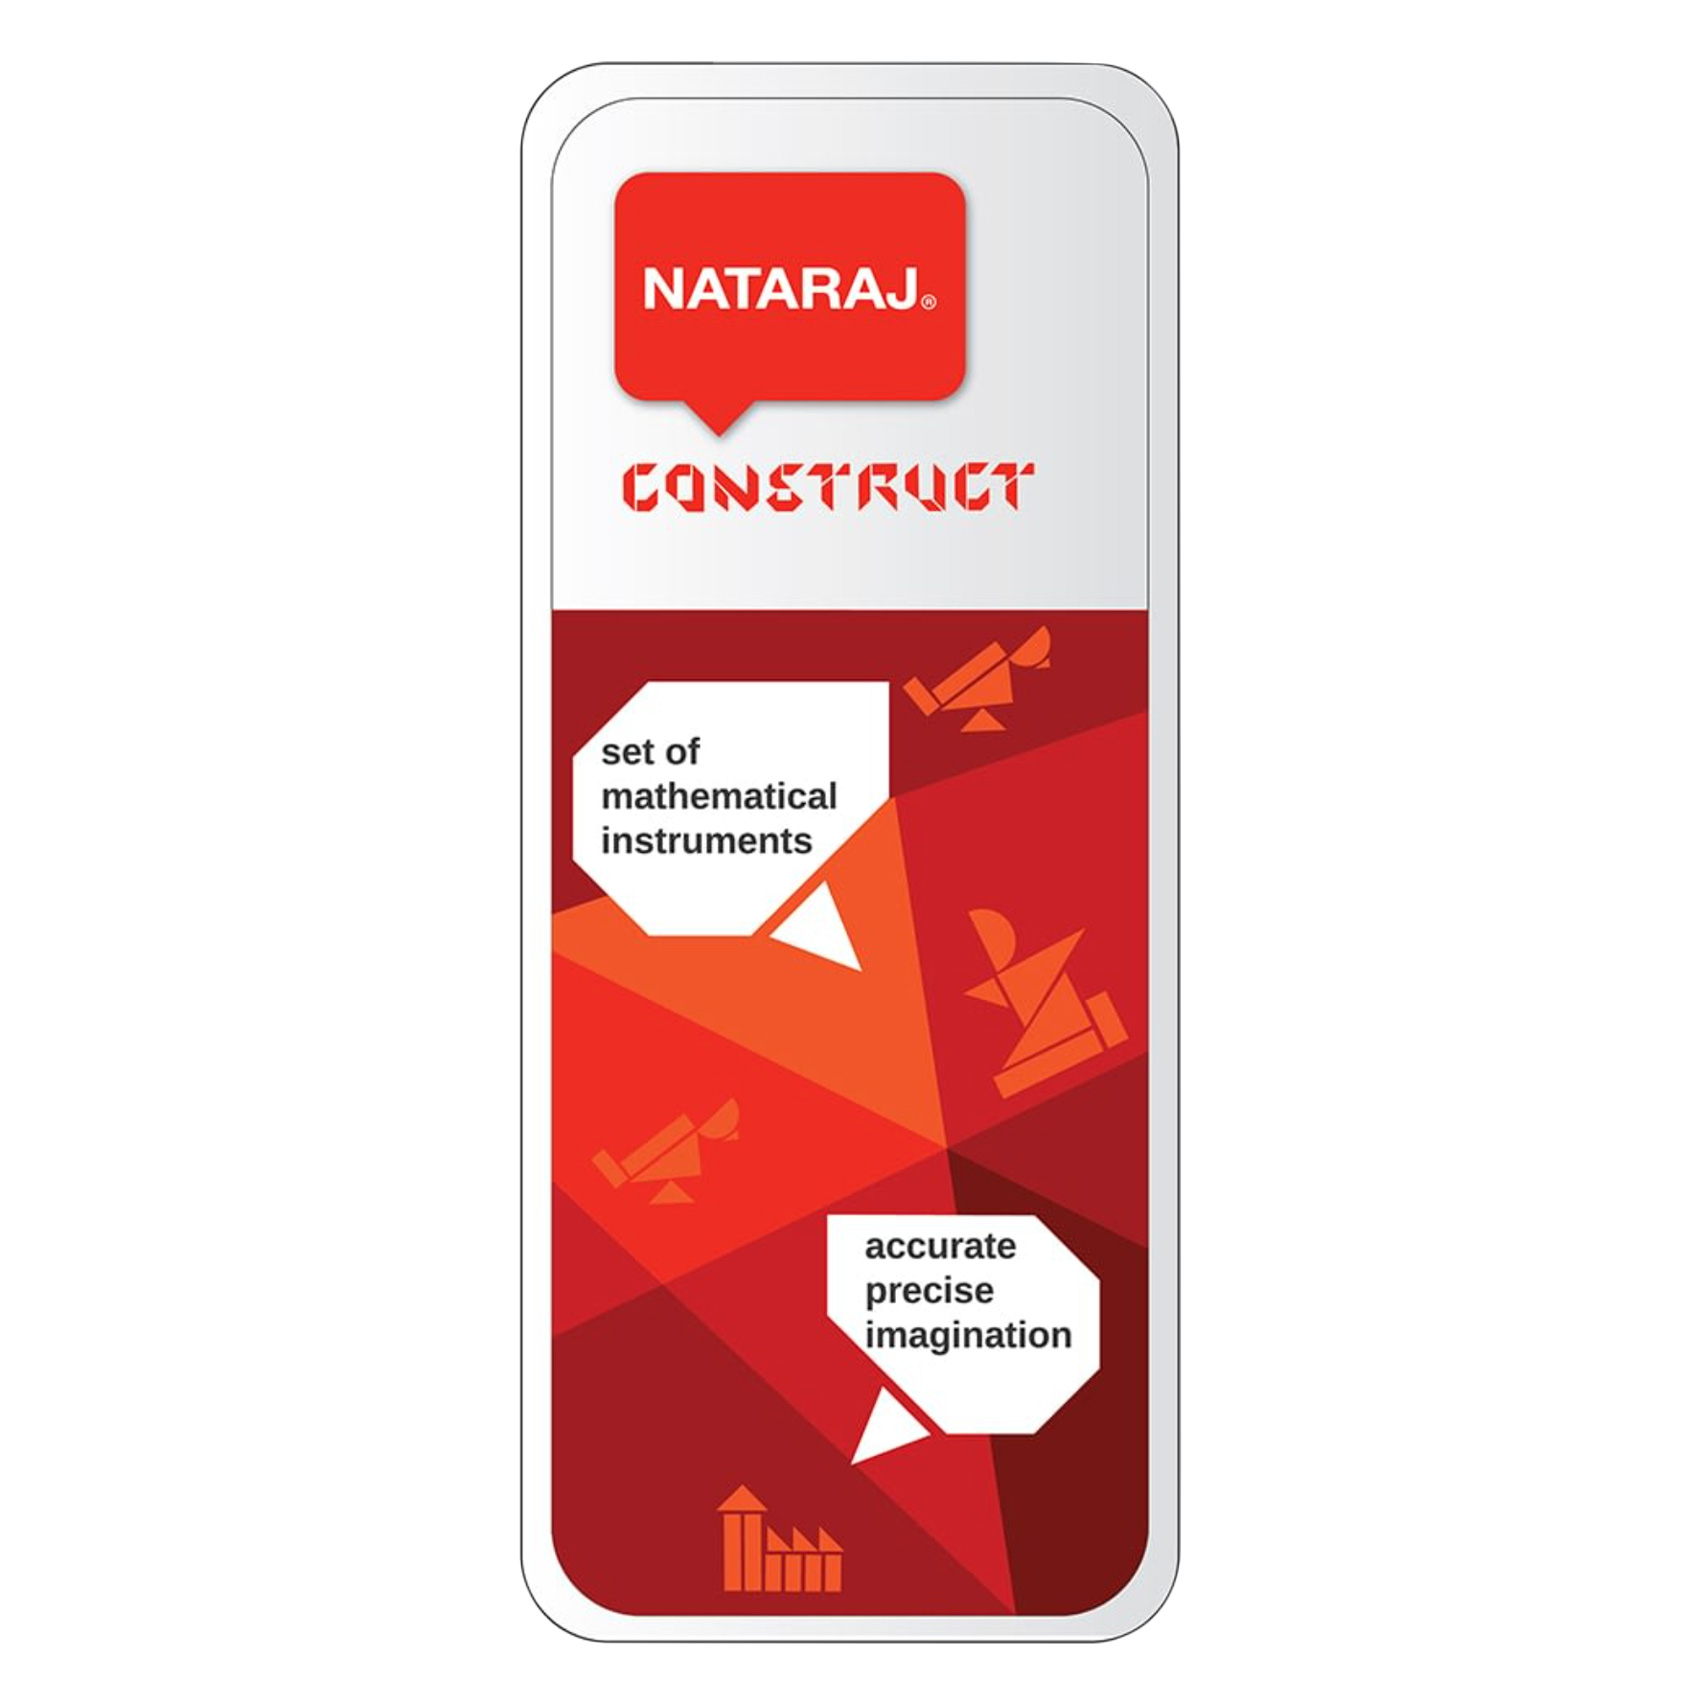 NATARAJ®
CONSTRUCT
set of
mathematical
instruments
accurate
precise
imagination